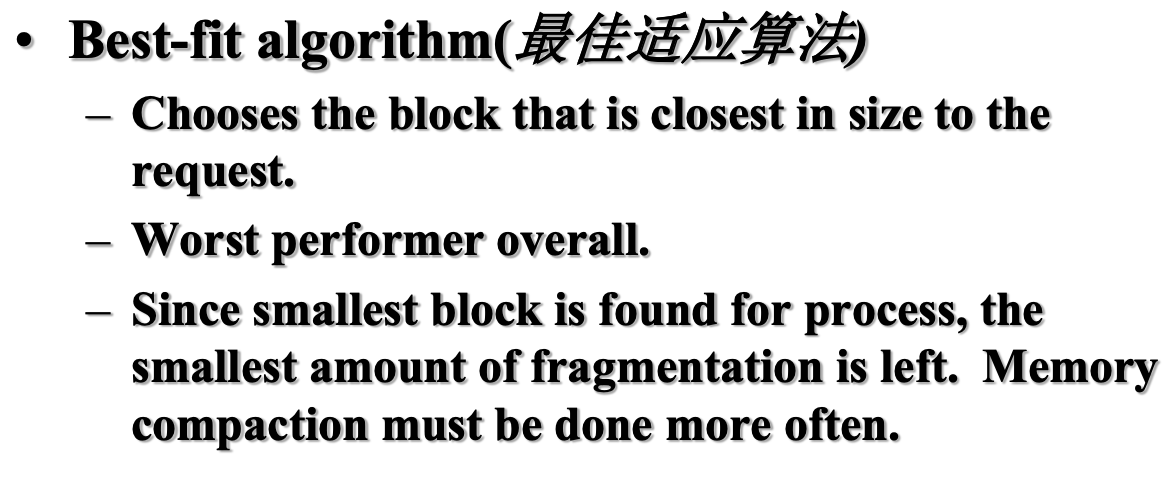 • Best-fit algorithm(最佳适应算法)
– Chooses the block that is closest in size to the
request.
– Worst performer overall.
– Since smallest block is found for process, the
smallest amount of fragmentation is left.  Memory
compaction must be done more often.